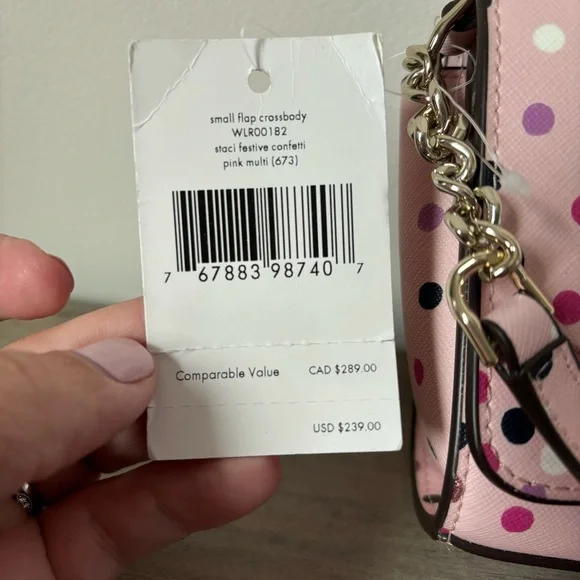 small flap crossbody
WLR00182
staci festive confetti
pink multi (673)
7 67883 98740 7
Comparable Value CAD $289.00
USD $239.00